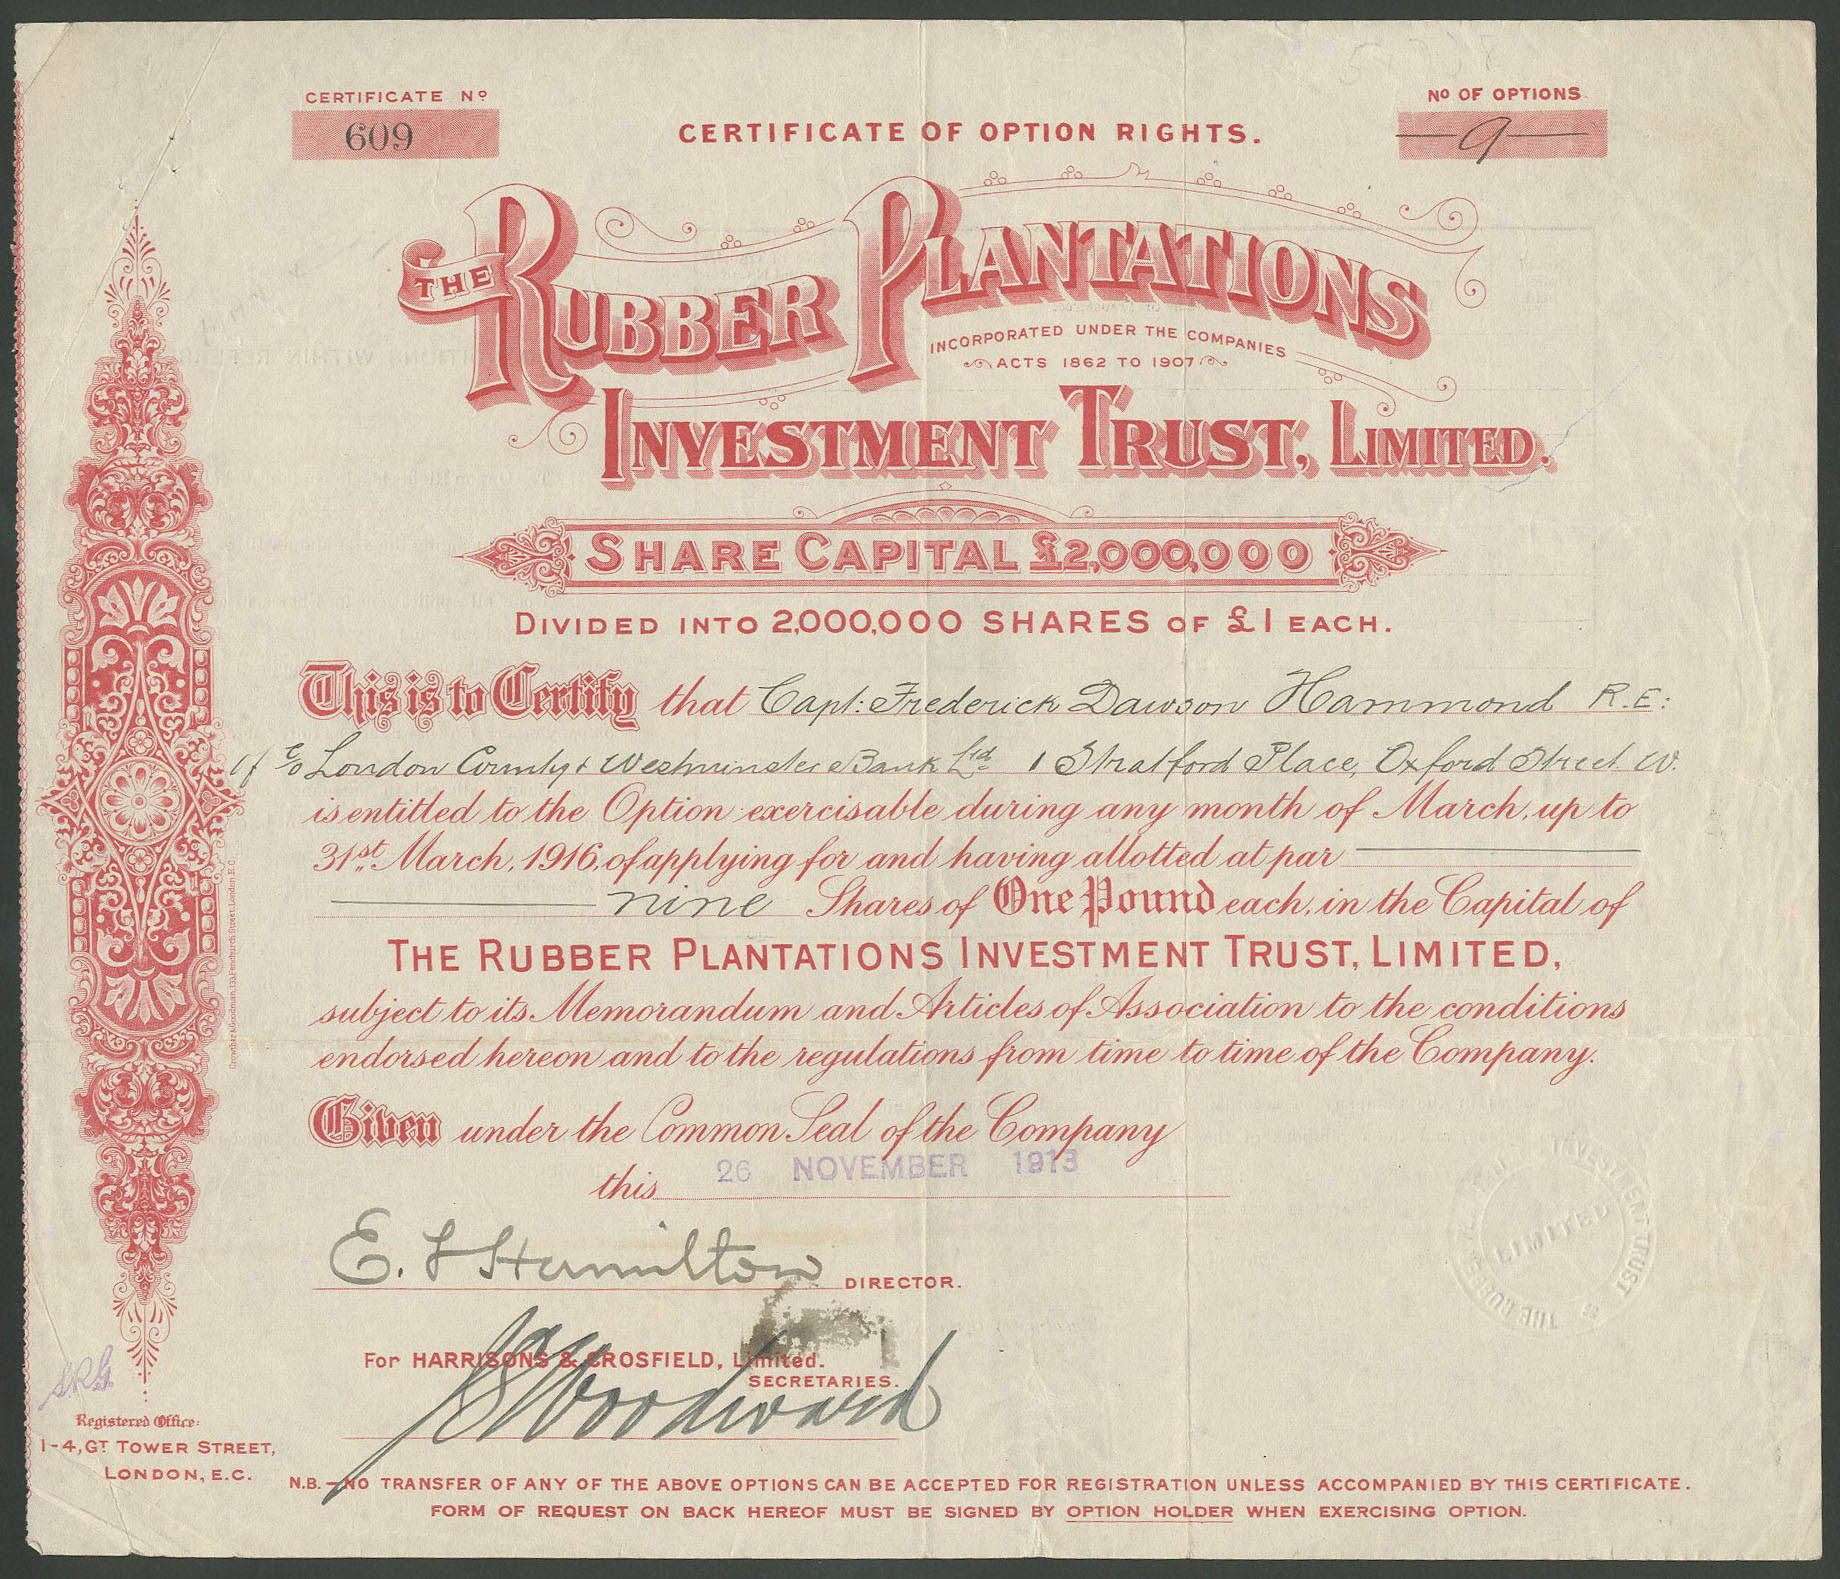 CERTIFICATE Nº
609
CERTIFICATE OF OPTION RIGHTS.
Nº OF OPTIONS
9
THE RUBBER PLANTATIONS
INCORPORATED UNDER THE COMPANIES
ACTS 1862 TO 1907
INVESTMENT TRUST, LIMITED.
SHARE CAPITAL £2,000,000
DIVIDED INTO 2,000,000 SHARES OF £1 EACH.
This is to Certify that Capt: Frederick Dawson Hammond R.E:
of c/o London County & Westminster Bank Ltd 1 Stratford Place, Oxford Street W.
is entitled to the Option exercisable during any month of March, up to
31st March, 1916, of applying for and having allotted at par
nine Shares of One Pound each, in the Capital of
THE RUBBER PLANTATIONS INVESTMENT TRUST, LIMITED,
subject to its Memorandum and Articles of Association to the conditions
endorsed hereon and to the regulations from time to time of the Company.
Given under the Common Seal of the Company
this 26 NOVEMBER 1913
E. L Hamilton DIRECTOR.
For HARRISONS & CROSFIELD, Limited.
SECRETARIES.
Woodward
THE RUBBER PLANTATIONS INVESTMENT TRUST
LIMITED
Crowther & Goodman, 133, Fenchurch Street, London E.C.
Registered Office:
1-4, GT TOWER STREET,
LONDON, E.C.
N.B.—NO TRANSFER OF ANY OF THE ABOVE OPTIONS CAN BE ACCEPTED FOR REGISTRATION UNLESS ACCOMPANIED BY THIS CERTIFICATE.
FORM OF REQUEST ON BACK HEREOF MUST BE SIGNED BY OPTION HOLDER WHEN EXERCISING OPTION.